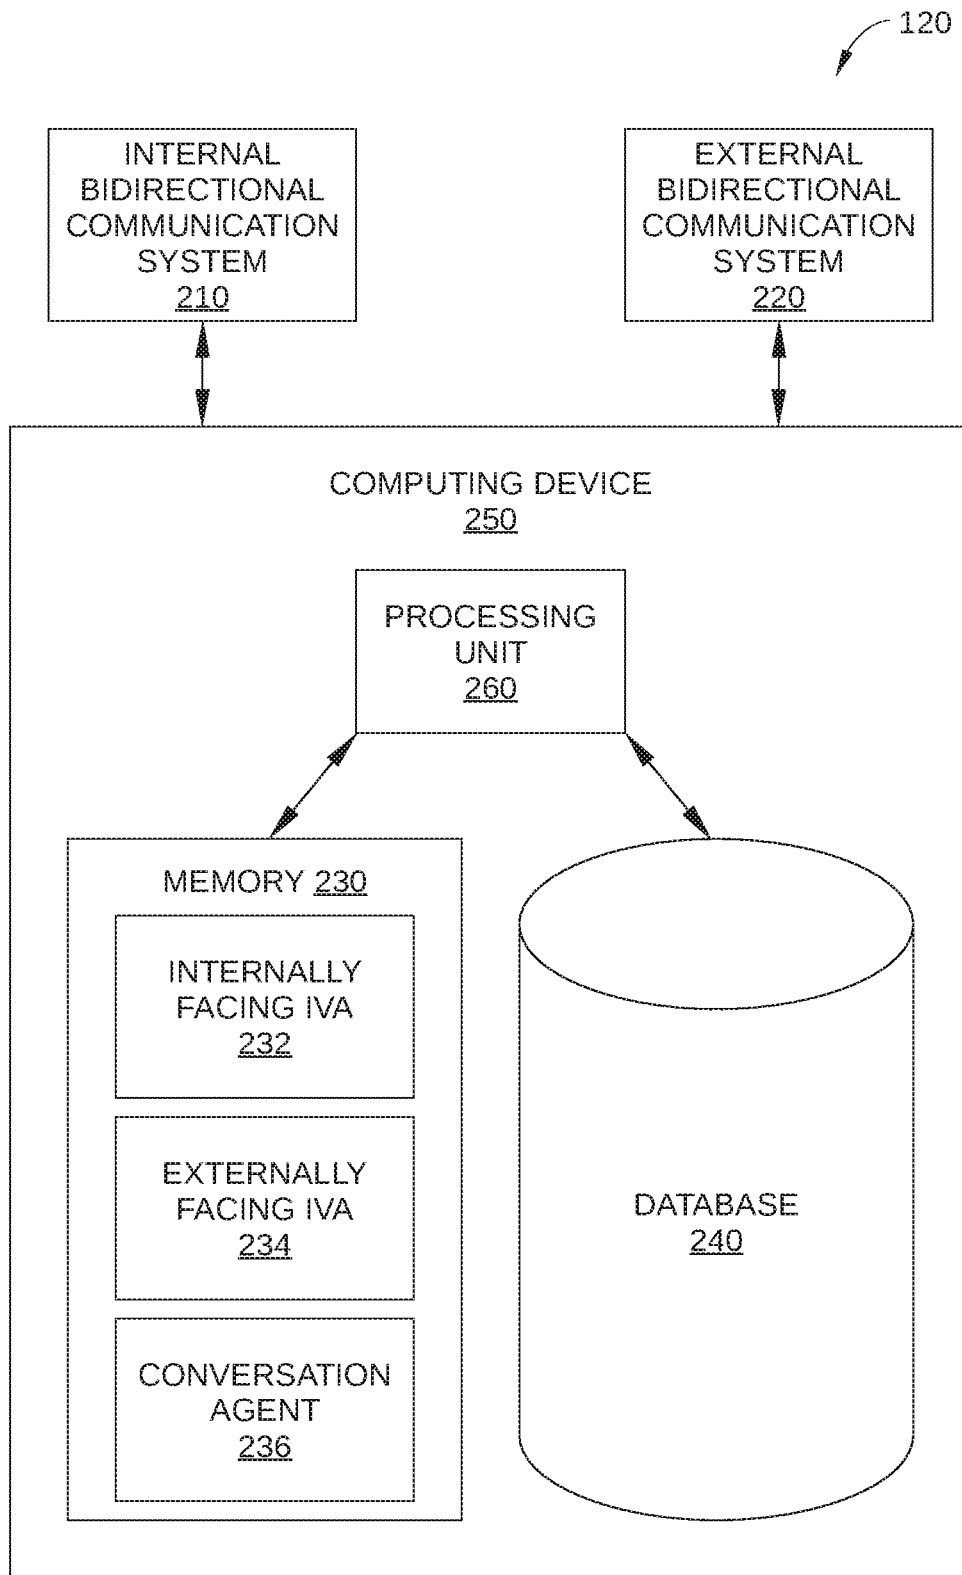 120
INTERNAL
BIDIRECTIONAL
COMMUNICATION
SYSTEM
210
EXTERNAL
BIDIRECTIONAL
COMMUNICATION
SYSTEM
220
COMPUTING DEVICE
250
PROCESSING
UNIT
260
MEMORY 230
INTERNALLY
FACING IVA
232
EXTERNALLY
FACING IVA
234
CONVERSATION
AGENT
236
DATABASE
240